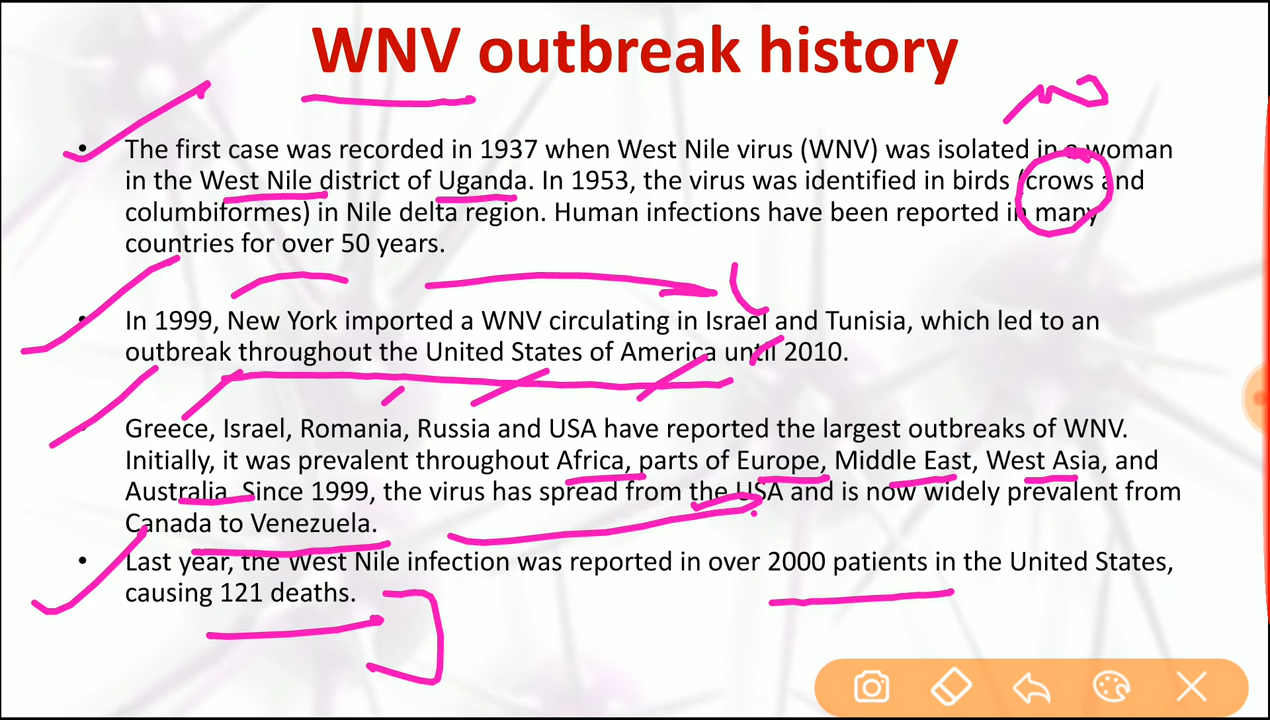 WNV outbreak history
• The first case was recorded in 1937 when West Nile virus (WNV) was isolated in a woman
in the West Nile district of Uganda. In 1953, the virus was identified in birds (crows and
columbiformes) in Nile delta region. Human infections have been reported in many
countries for over 50 years.
• In 1999, New York imported a WNV circulating in Israel and Tunisia, which led to an
outbreak throughout the United States of America until 2010.
• Greece, Israel, Romania, Russia and USA have reported the largest outbreaks of WNV.
Initially, it was prevalent throughout Africa, parts of Europe, Middle East, West Asia, and
Australia. Since 1999, the virus has spread from the USA and is now widely prevalent from
Canada to Venezuela.
• Last year, the West Nile infection was reported in over 2000 patients in the United States,
causing 121 deaths.